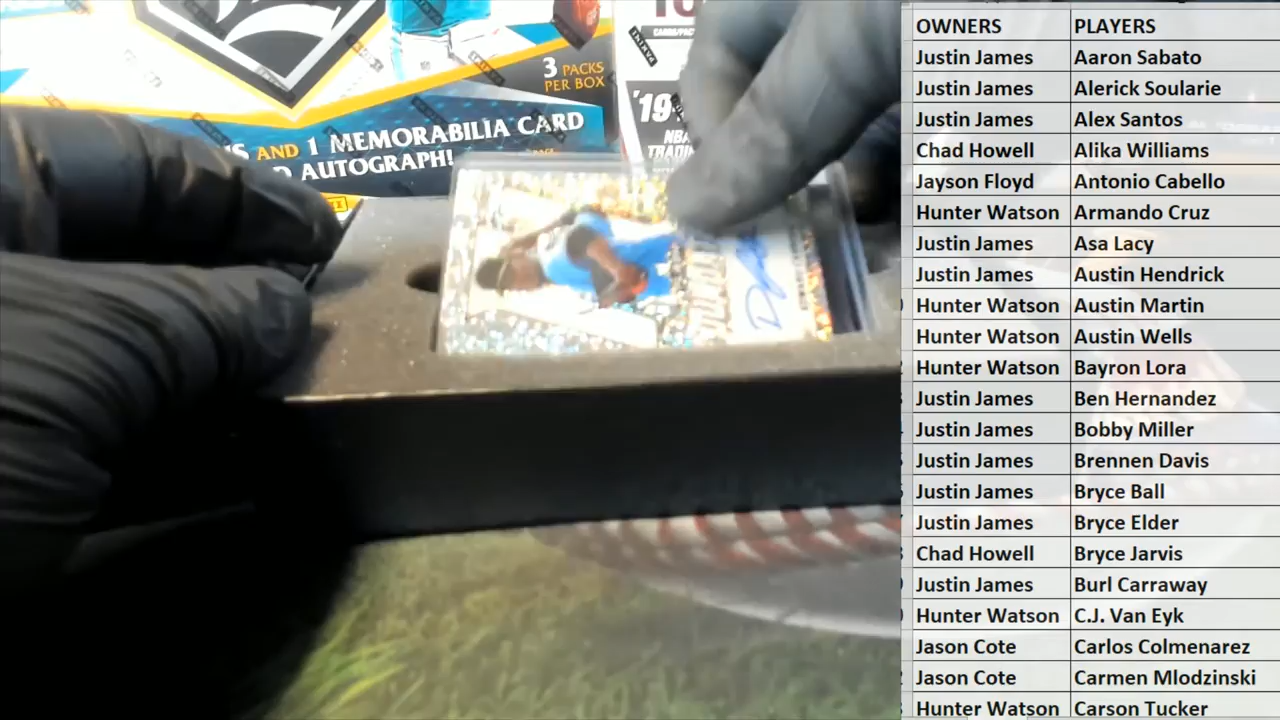 3 PACKS
PER BOX
AND 1 MEMORABILIA CARD
AUTOGRAPH!
'19
NBA
OWNERS PLAYERS
Justin James Aaron Sabato
Justin James Alerick Soularie
Justin James Alex Santos
Chad Howell Alika Williams
Jayson Floyd Antonio Cabello
Hunter Watson Armando Cruz
Justin James Asa Lacy
Justin James Austin Hendrick
Hunter Watson Austin Martin
Hunter Watson Austin Wells
Hunter Watson Bayron Lora
Justin James Ben Hernandez
Justin James Bobby Miller
Justin James Brennen Davis
Justin James Bryce Ball
Justin James Bryce Elder
Chad Howell Bryce Jarvis
Justin James Burl Carraway
Hunter Watson C.J. Van Eyk
Jason Cote Carlos Colmenarez
Jason Cote Carmen Mlodzinski
Hunter Watson Carson Tucker